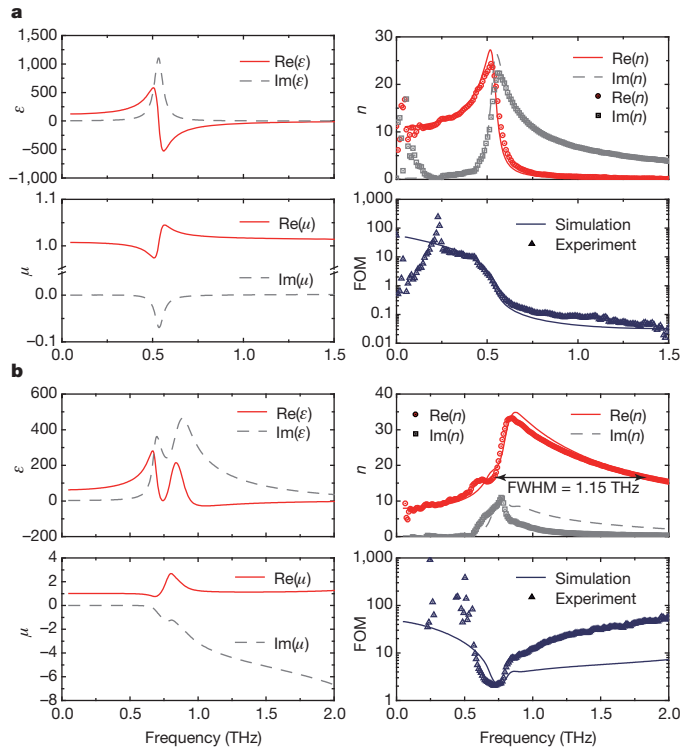 a
1,500
1,000
500
0
−500
−1,000
ε
Re(ε)
Im(ε)
30
20
10
0
n
Re(n)
Im(n)
Re(n)
Im(n)
1.1
1.0
0.0
−0.1
μ
Re(μ)
Im(μ)
0.0 0.5 1.0 1.5
1,000
100
10
1
0.1
0.01
FOM
Simulation
Experiment
0.0 0.5 1.0 1.5
b
600
400
200
0
−200
ε
Re(ε)
Im(ε)
40
30
20
10
0
n
Re(n)
Im(n)
Re(n)
Im(n)
FWHM = 1.15 THz
4
2
0
−2
−4
−6
−8
μ
Re(μ)
Im(μ)
0.0 0.5 1.0 1.5 2.0
Frequency (THz)
1,000
100
10
1
FOM
Simulation
Experiment
0.0 0.5 1.0 1.5 2.0
Frequency (THz)